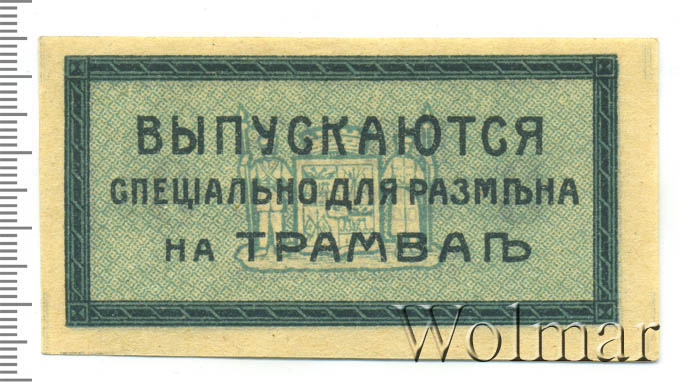 ВЫПУСКАЮТСЯ
СПЕЦІАЛЬНО ДЛЯ РАЗМѢНА
НА ТРАМВАѢ
Wolmar